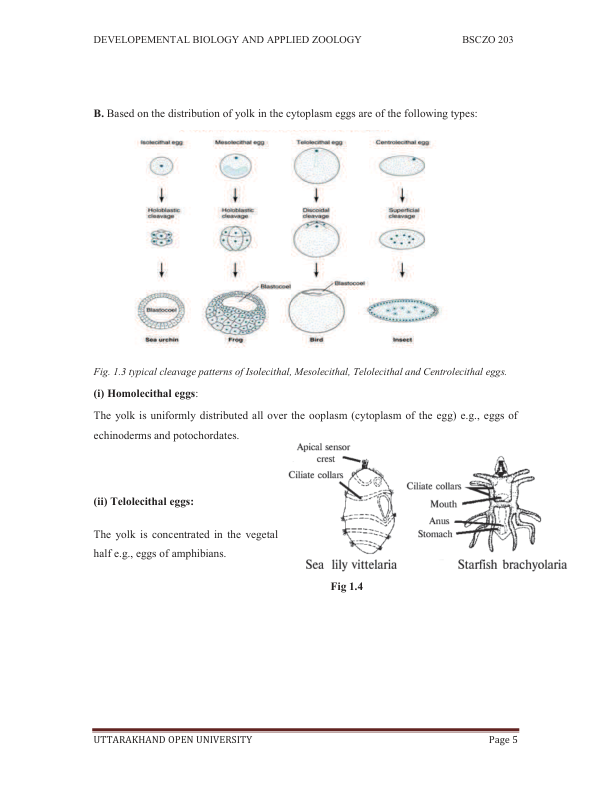 DEVELOPEMENTAL BIOLOGY AND APPLIED ZOOLOGY BSCZO 203
B. Based on the distribution of yolk in the cytoplasm eggs are of the following types:
Isolecithal egg Mesolecithal egg Telolecithal egg Centrolecithal egg
Holoblastic cleavage
Holoblastic cleavage
Discoidal cleavage
Superficial cleavage
Blastocoel
Blastocoel
Blastocoel
Sea urchin Frog Bird Insect
Fig. 1.3 typical cleavage patterns of Isolecithal, Mesolecithal, Telolecithal and Centrolecithal eggs.
(i) Homolecithal eggs:
The yolk is uniformly distributed all over the ooplasm (cytoplasm of the egg) e.g., eggs of
echinoderms and potochordates.
(ii) Telolecithal eggs:
The yolk is concentrated in the vegetal
half e.g., eggs of amphibians.
Apical sensor
crest
Ciliate collars
Sea lily vittelaria
Ciliate collars
Mouth
Anus
Stomach
Starfish brachyolaria
Fig 1.4
UTTARAKHAND OPEN UNIVERSITY Page 5